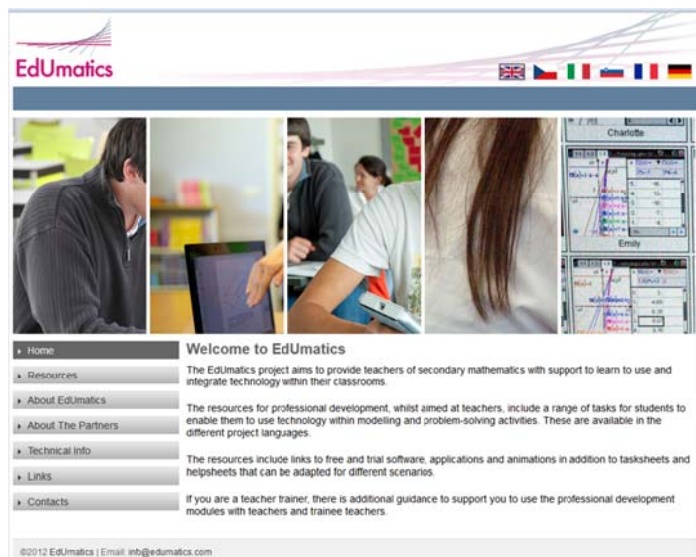 EdUmatics
Charlotte
Emily
Home
Resources
About EdUmatics
About The Partners
Technical Info
Links
Contacts
Welcome to EdUmatics
The EdUmatics project aims to provide teachers of secondary mathematics with support to learn to use and
integrate technology within their classrooms.
The resources for professional development, whilst aimed at teachers, include a range of tasks for students to
enable them to use technology within modelling and problem-solving activities. These are available in the
different project languages.
The resources include links to free and trial software, applications and animations in addition to tasksheets and
helpsheets that can be adapted for different scenarios.
If you are a teacher trainer, there is additional guidance to support you to use the professional development
modules with teachers and trainee teachers.
©2012 EdUmatics | Email: info@edumatics.com